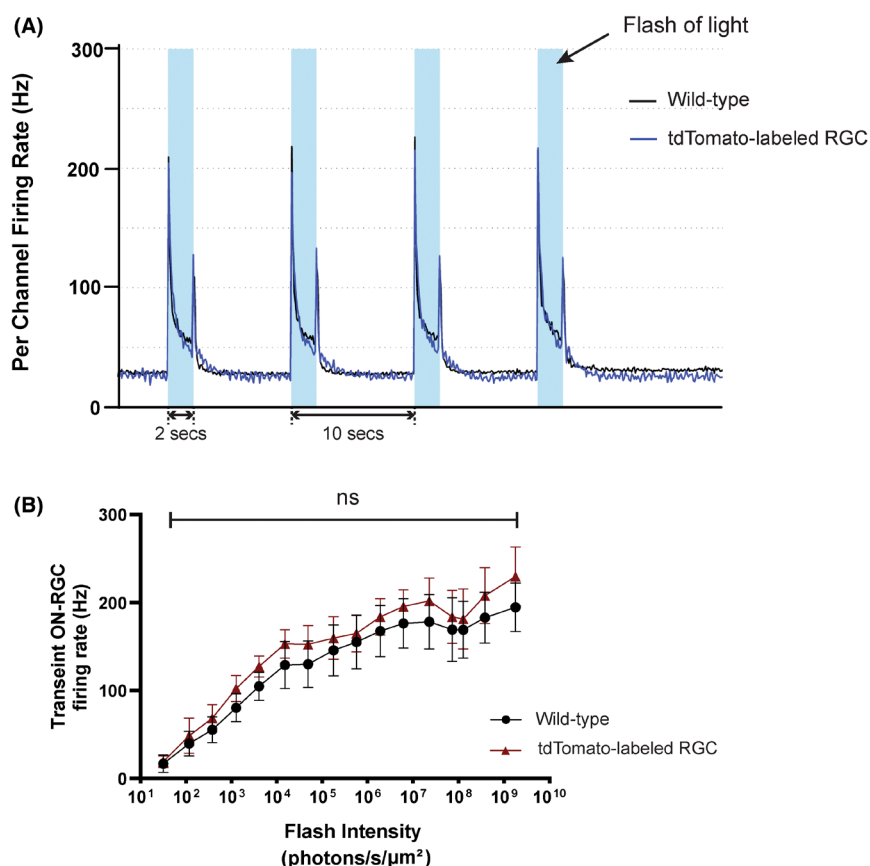 (A)
Flash of light
Per Channel Firing Rate (Hz)
300
200
100
0
Wild-type
tdTomato-labeled RGC
2 secs
10 secs
(B)
ns
Transeint ON-RGC
firing rate (Hz)
300
200
100
0
Wild-type
tdTomato-labeled RGC
10¹ 10² 10³ 10⁴ 10⁵ 10⁶ 10⁷ 10⁸ 10⁹ 10¹⁰
Flash Intensity
(photons/s/µm²)